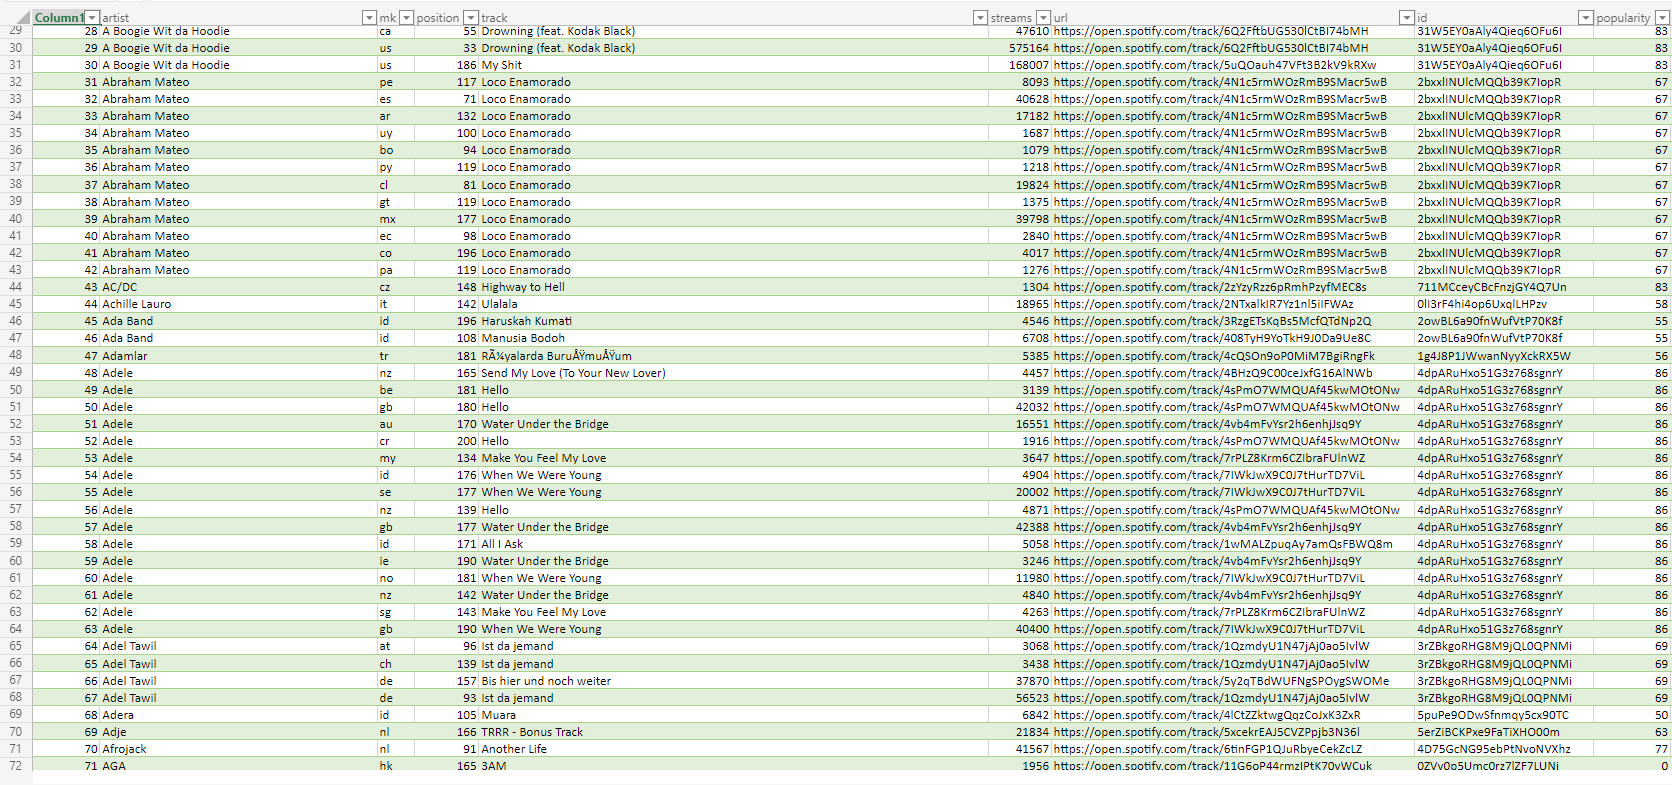 Column1 artist mk position track streams url id popularity
29 28 A Boogie Wit da Hoodie ca 55 Drowning (feat. Kodak Black) 47610 https://open.spotify.com/track/6Q2FftbUG530lCtBI74bMH 31W5EY0aAly4Qieq6OFu6I 83
30 29 A Boogie Wit da Hoodie us 33 Drowning (feat. Kodak Black) 575164 https://open.spotify.com/track/6Q2FftbUG530lCtBI74bMH 31W5EY0aAly4Qieq6OFu6I 83
31 30 A Boogie Wit da Hoodie us 186 My Shit 168007 https://open.spotify.com/track/5uQOauh47VFt3B2kV9kRXw 31W5EY0aAly4Qieq6OFu6I 83
32 31 Abraham Mateo pe 117 Loco Enamorado 8093 https://open.spotify.com/track/4N1c5rmWOzRmB9SMacr5wB 2bxxlINUlcMQQb39K7IopR 67
33 32 Abraham Mateo es 71 Loco Enamorado 40628 https://open.spotify.com/track/4N1c5rmWOzRmB9SMacr5wB 2bxxlINUlcMQQb39K7IopR 67
34 33 Abraham Mateo ar 132 Loco Enamorado 17182 https://open.spotify.com/track/4N1c5rmWOzRmB9SMacr5wB 2bxxlINUlcMQQb39K7IopR 67
35 34 Abraham Mateo uy 100 Loco Enamorado 1687 https://open.spotify.com/track/4N1c5rmWOzRmB9SMacr5wB 2bxxlINUlcMQQb39K7IopR 67
36 35 Abraham Mateo bo 94 Loco Enamorado 1079 https://open.spotify.com/track/4N1c5rmWOzRmB9SMacr5wB 2bxxlINUlcMQQb39K7IopR 67
37 36 Abraham Mateo py 119 Loco Enamorado 1218 https://open.spotify.com/track/4N1c5rmWOzRmB9SMacr5wB 2bxxlINUlcMQQb39K7IopR 67
38 37 Abraham Mateo cl 81 Loco Enamorado 19824 https://open.spotify.com/track/4N1c5rmWOzRmB9SMacr5wB 2bxxlINUlcMQQb39K7IopR 67
39 38 Abraham Mateo gt 119 Loco Enamorado 1375 https://open.spotify.com/track/4N1c5rmWOzRmB9SMacr5wB 2bxxlINUlcMQQb39K7IopR 67
40 39 Abraham Mateo mx 177 Loco Enamorado 39798 https://open.spotify.com/track/4N1c5rmWOzRmB9SMacr5wB 2bxxlINUlcMQQb39K7IopR 67
41 40 Abraham Mateo ec 98 Loco Enamorado 2840 https://open.spotify.com/track/4N1c5rmWOzRmB9SMacr5wB 2bxxlINUlcMQQb39K7IopR 67
42 41 Abraham Mateo co 196 Loco Enamorado 4017 https://open.spotify.com/track/4N1c5rmWOzRmB9SMacr5wB 2bxxlINUlcMQQb39K7IopR 67
43 42 Abraham Mateo pa 119 Loco Enamorado 1276 https://open.spotify.com/track/4N1c5rmWOzRmB9SMacr5wB 2bxxlINUlcMQQb39K7IopR 67
44 43 AC/DC cz 148 Highway to Hell 1304 https://open.spotify.com/track/2zYzyRzz6pRmhPzyfMEC8s 711MCceyCBcFnzjGY4Q7Un 83
45 44 Achille Lauro it 142 Ulalala 18965 https://open.spotify.com/track/2NTxalkIR7Yz1nl5iIFWAz 0lI3rF4hi4op6UxqlLHPzv 58
46 45 Ada Band id 196 Haruskah Kumati 4546 https://open.spotify.com/track/3RzgETsKqBs5McfQTdNp2Q 2owBL6a90fnWufVtP70K8f 55
47 46 Ada Band id 108 Manusia Bodoh 6708 https://open.spotify.com/track/408TyH9YoTkH9J0Da9Ue8C 2owBL6a90fnWufVtP70K8f 55
48 47 Adamlar tr 181 RÃ¼yalarda BuruÅŸmuÅŸum 5385 https://open.spotify.com/track/4cQSOn9oP0MiM7BgiRngFk 1g4J8P1JWwanNyyXckRX5W 56
49 48 Adele nz 165 Send My Love (To Your New Lover) 4457 https://open.spotify.com/track/4BHzQ9C00ceJxfG16AlNWb 4dpARuHxo51G3z768sgnrY 86
50 49 Adele be 181 Hello 3139 https://open.spotify.com/track/4sPmO7WMQUAf45kwMOtONw 4dpARuHxo51G3z768sgnrY 86
51 50 Adele gb 180 Hello 42032 https://open.spotify.com/track/4sPmO7WMQUAf45kwMOtONw 4dpARuHxo51G3z768sgnrY 86
52 51 Adele au 170 Water Under the Bridge 16551 https://open.spotify.com/track/4vb4mFvYsr2h6enhjJsq9Y 4dpARuHxo51G3z768sgnrY 86
53 52 Adele cr 200 Hello 1916 https://open.spotify.com/track/4sPmO7WMQUAf45kwMOtONw 4dpARuHxo51G3z768sgnrY 86
54 53 Adele my 134 Make You Feel My Love 3647 https://open.spotify.com/track/7rPLZ8Krm6CZIbraFUlnWZ 4dpARuHxo51G3z768sgnrY 86
55 54 Adele id 176 When We Were Young 4904 https://open.spotify.com/track/7IWkJwX9C0J7tHurTD7ViL 4dpARuHxo51G3z768sgnrY 86
56 55 Adele se 177 When We Were Young 20002 https://open.spotify.com/track/7IWkJwX9C0J7tHurTD7ViL 4dpARuHxo51G3z768sgnrY 86
57 56 Adele nz 139 Hello 4871 https://open.spotify.com/track/4sPmO7WMQUAf45kwMOtONw 4dpARuHxo51G3z768sgnrY 86
58 57 Adele gb 177 Water Under the Bridge 42388 https://open.spotify.com/track/4vb4mFvYsr2h6enhjJsq9Y 4dpARuHxo51G3z768sgnrY 86
59 58 Adele id 171 All I Ask 5058 https://open.spotify.com/track/1wMALZpuqAy7amQsFBWQ8m 4dpARuHxo51G3z768sgnrY 86
60 59 Adele ie 190 Water Under the Bridge 3246 https://open.spotify.com/track/4vb4mFvYsr2h6enhjJsq9Y 4dpARuHxo51G3z768sgnrY 86
61 60 Adele no 181 When We Were Young 11980 https://open.spotify.com/track/7IWkJwX9C0J7tHurTD7ViL 4dpARuHxo51G3z768sgnrY 86
62 61 Adele nz 142 Water Under the Bridge 4840 https://open.spotify.com/track/4vb4mFvYsr2h6enhjJsq9Y 4dpARuHxo51G3z768sgnrY 86
63 62 Adele sg 143 Make You Feel My Love 4263 https://open.spotify.com/track/7rPLZ8Krm6CZIbraFUlnWZ 4dpARuHxo51G3z768sgnrY 86
64 63 Adele gb 190 When We Were Young 40400 https://open.spotify.com/track/7IWkJwX9C0J7tHurTD7ViL 4dpARuHxo51G3z768sgnrY 86
65 64 Adel Tawil at 96 Ist da jemand 3068 https://open.spotify.com/track/1QzmdyU1N47jAj0ao5IvlW 3rZBkgoRHG8M9jQL0QPNMi 69
66 65 Adel Tawil ch 139 Ist da jemand 3438 https://open.spotify.com/track/1QzmdyU1N47jAj0ao5IvlW 3rZBkgoRHG8M9jQL0QPNMi 69
67 66 Adel Tawil de 157 Bis hier und noch weiter 37870 https://open.spotify.com/track/5y2qTBdWUFNgSPOygSWOMe 3rZBkgoRHG8M9jQL0QPNMi 69
68 67 Adel Tawil de 93 Ist da jemand 56523 https://open.spotify.com/track/1QzmdyU1N47jAj0ao5IvlW 3rZBkgoRHG8M9jQL0QPNMi 69
69 68 Adera id 105 Muara 6842 https://open.spotify.com/track/4lCtZZktwgQqzCoJxK3ZxR 5puPe9ODwSfnmqy5cx90TC 50
70 69 Adje nl 166 TRRR - Bonus Track 21834 https://open.spotify.com/track/5xcekrEAJ5CVZPpjb3N36l 5erZiBCKPxe9FaTiXHO00m 63
71 70 Afrojack nl 91 Another Life 41567 https://open.spotify.com/track/6tinFGP1QJuRbyeCekZcLZ 4D75GcNG95ebPtNvoNVXhz 77
72 71 AGA hk 165 3AM 1956 https://open.spotify.com/track/11G6oP44rmzIPtK70vWCuk 0ZVv0p5Umc0rz7lZF7LUNi 0